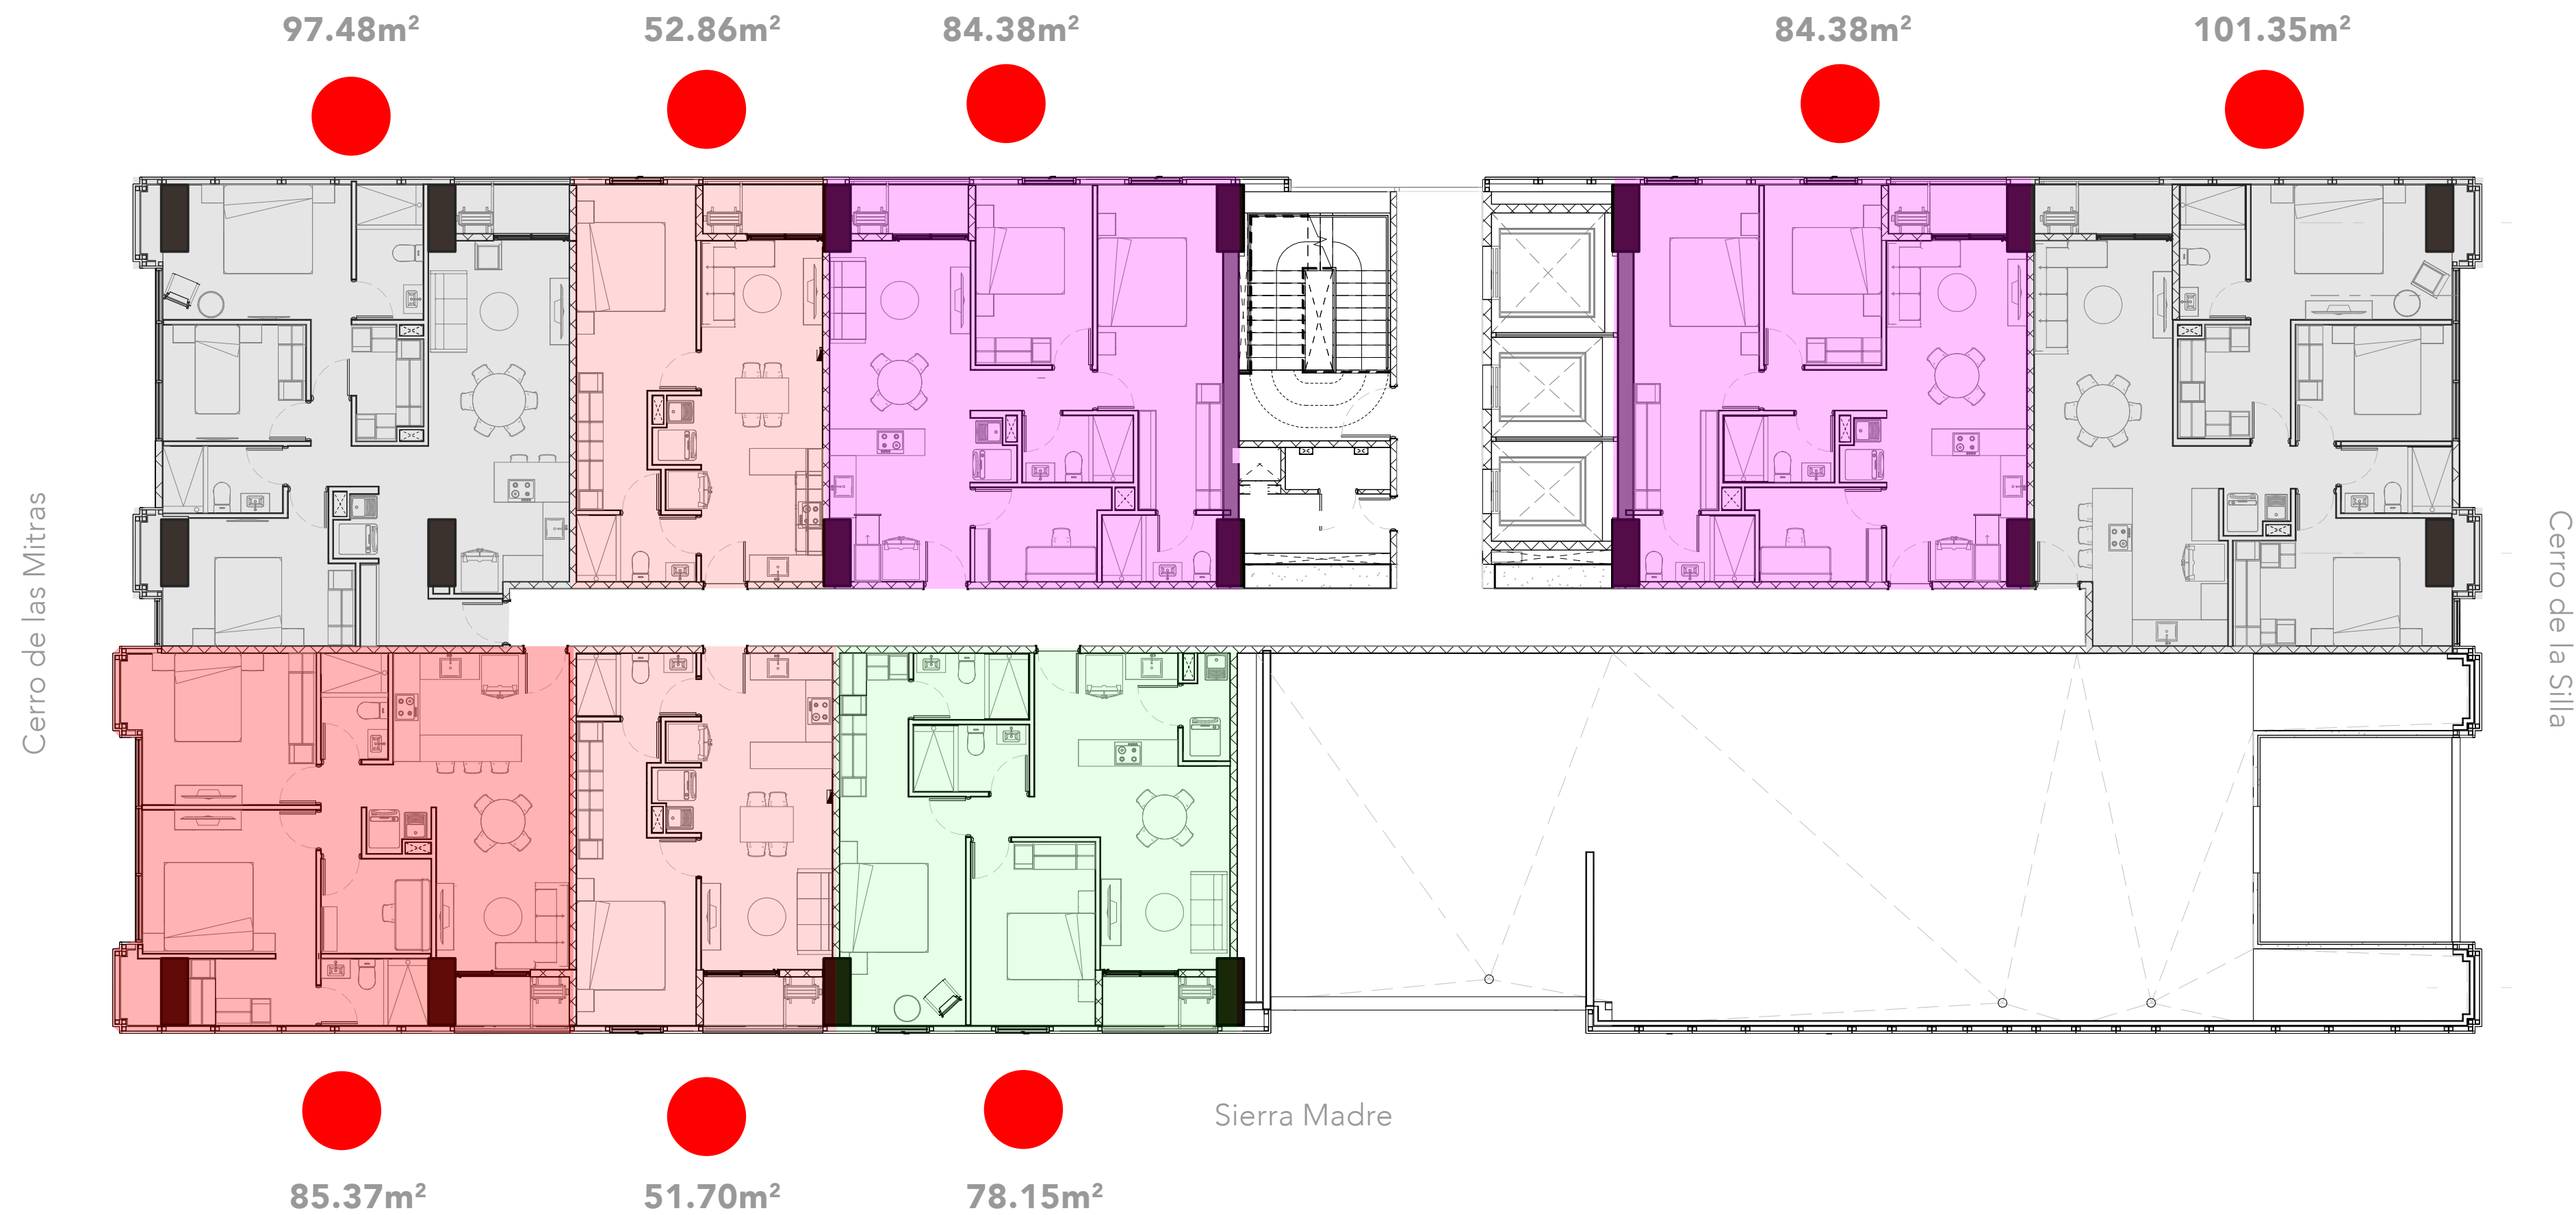 97.48m²
52.86m²
84.38m²
84.38m²
101.35m²
Cerro de las Mitras
Cerro de la Silla
Sierra Madre
85.37m²
51.70m²
78.15m²